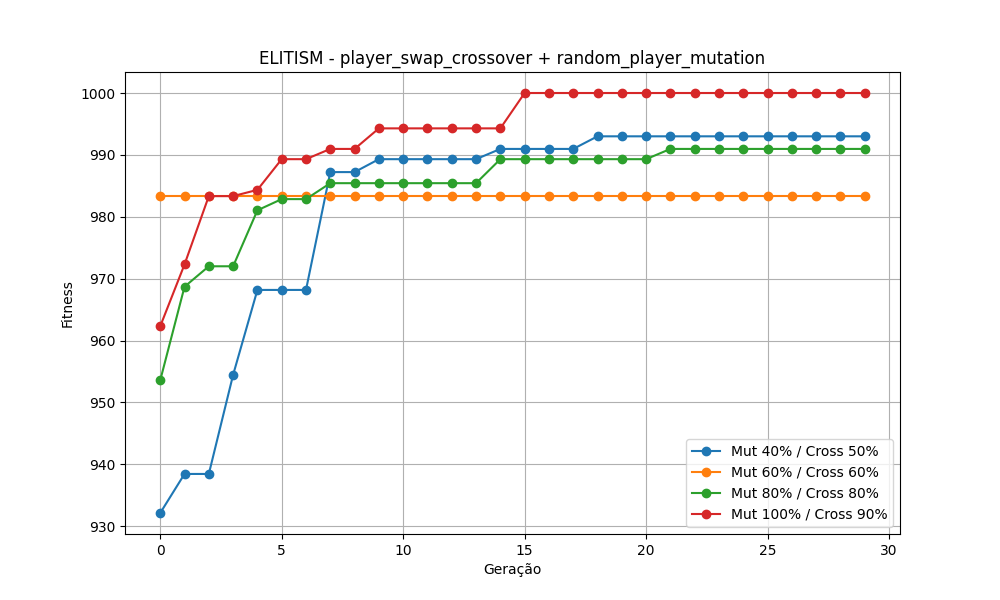 ELITISM - player_swap_crossover + random_player_mutation
1000
990
980
970
960
950
940
930
Fitness
0 5 10 15 20 25 30
Geração
Mut 40% / Cross 50%
Mut 60% / Cross 60%
Mut 80% / Cross 80%
Mut 100% / Cross 90%